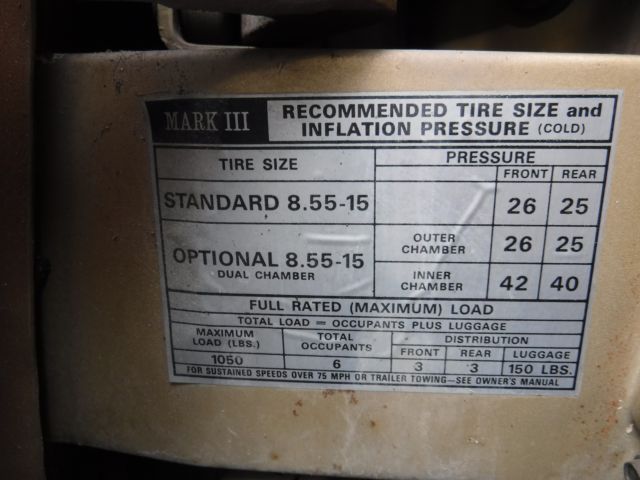 MARK III
RECOMMENDED TIRE SIZE and
INFLATION PRESSURE (COLD)
TIRE SIZE
PRESSURE
FRONT REAR
STANDARD 8.55-15 26 25
OPTIONAL 8.55-15
DUAL CHAMBER
OUTER
CHAMBER
26 25
INNER
CHAMBER
42 40
FULL RATED (MAXIMUM) LOAD
TOTAL LOAD = OCCUPANTS PLUS LUGGAGE
MAXIMUM
LOAD (LBS.)
TOTAL
OCCUPANTS
DISTRIBUTION
FRONT REAR LUGGAGE
1050 6 3 3 150 LBS.
FOR SUSTAINED SPEEDS OVER 75 MPH OR TRAILER TOWING—SEE OWNER'S MANUAL